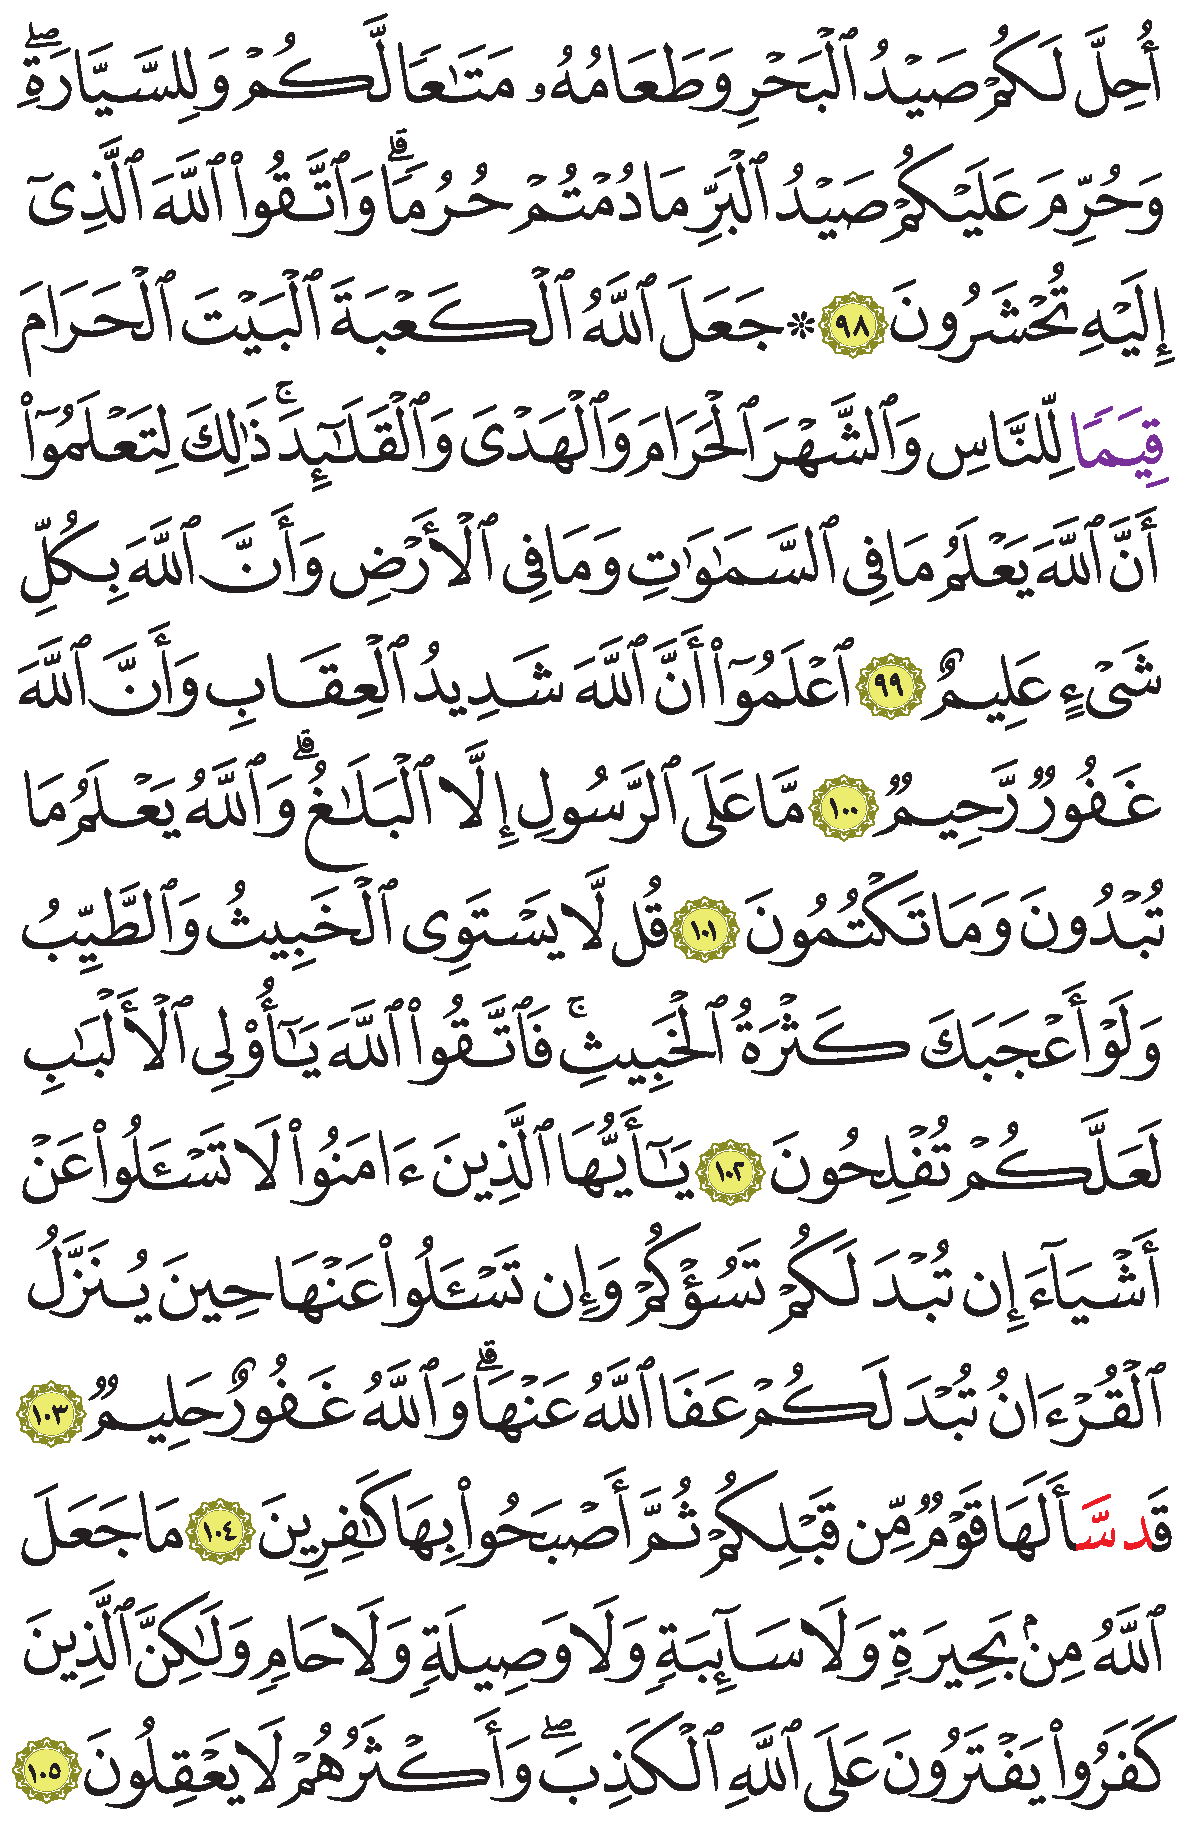 أُحِلَّ لَكُمْ صَيْدُ ٱلْبَحْرِ وَطَعَامُهُۥ مَتَـٰعًا لَّكُمْ وَلِلسَّيَّارَةِۖ
وَحُرِّمَ عَلَيْكُمْ صَيْدُ ٱلْبَرِّ مَا دُمْتُمْ حُرُمًاۗ وَٱتَّقُوا۟ ٱللَّهَ ٱلَّذِىٓ
إِلَيْهِ تُحْشَرُونَ ٩٨ ۞ جَعَلَ ٱللَّهُ ٱلْكَعْبَةَ ٱلْبَيْتَ ٱلْحَرَامَ
قِيَمًا لِّلنَّاسِ وَٱلشَّهْرَ ٱلْحَرَامَ وَٱلْهَدْىَ وَٱلْقَلَـٰٓئِدَۚ ذَٰلِكَ لِتَعْلَمُوٓا۟
أَنَّ ٱللَّهَ يَعْلَمُ مَا فِى ٱلسَّمَـٰوَٰتِ وَمَا فِى ٱلْأَرْضِ وَأَنَّ ٱللَّهَ بِكُلِّ
شَىْءٍ عَلِيمٌ ٩٩ ٱعْلَمُوٓا۟ أَنَّ ٱللَّهَ شَدِيدُ ٱلْعِقَابِ وَأَنَّ ٱللَّهَ
غَفُورٌ رَّحِيمٌ ١٠٠ مَّا عَلَى ٱلرَّسُولِ إِلَّا ٱلْبَلَـٰغُۗ وَٱللَّهُ يَعْلَمُ مَا
تُبْدُونَ وَمَا تَكْتُمُونَ ١٠١ قُل لَّا يَسْتَوِى ٱلْخَبِيثُ وَٱلطَّيِّبُ
وَلَوْ أَعْجَبَكَ كَثْرَةُ ٱلْخَبِيثِۚ فَٱتَّقُوا۟ ٱللَّهَ يَـٰٓأُو۟لِى ٱلْأَلْبَـٰبِ
لَعَلَّكُمْ تُفْلِحُونَ ١٠٢ يَـٰٓأَيُّهَا ٱلَّذِينَ ءَامَنُوا۟ لَا تَسْـَٔلُوا۟ عَنْ
أَشْيَآءَ إِن تُبْدَ لَكُمْ تَسُؤْكُمْ وَإِن تَسْـَٔلُوا۟ عَنْهَا حِينَ يُنَزَّلُ
ٱلْقُرْءَانُ تُبْدَ لَكُمْ عَفَا ٱللَّهُ عَنْهَاۗ وَٱللَّهُ غَفُورٌ حَلِيمٌ ١٠٣
قَد سَّأَلَهَا قَوْمٌ مِّن قَبْلِكُمْ ثُمَّ أَصْبَحُوا۟ بِهَا كَـٰفِرِينَ ١٠٤ مَا جَعَلَ
ٱللَّهُ مِنۢ بَحِيرَةٍ وَلَا سَآئِبَةٍ وَلَا وَصِيلَةٍ وَلَا حَامٍ وَلَـٰكِنَّ ٱلَّذِينَ
كَفَرُوا۟ يَفْتَرُونَ عَلَى ٱللَّهِ ٱلْكَذِبَۖ وَأَكْثَرُهُمْ لَا يَعْقِلُونَ ١٠٥